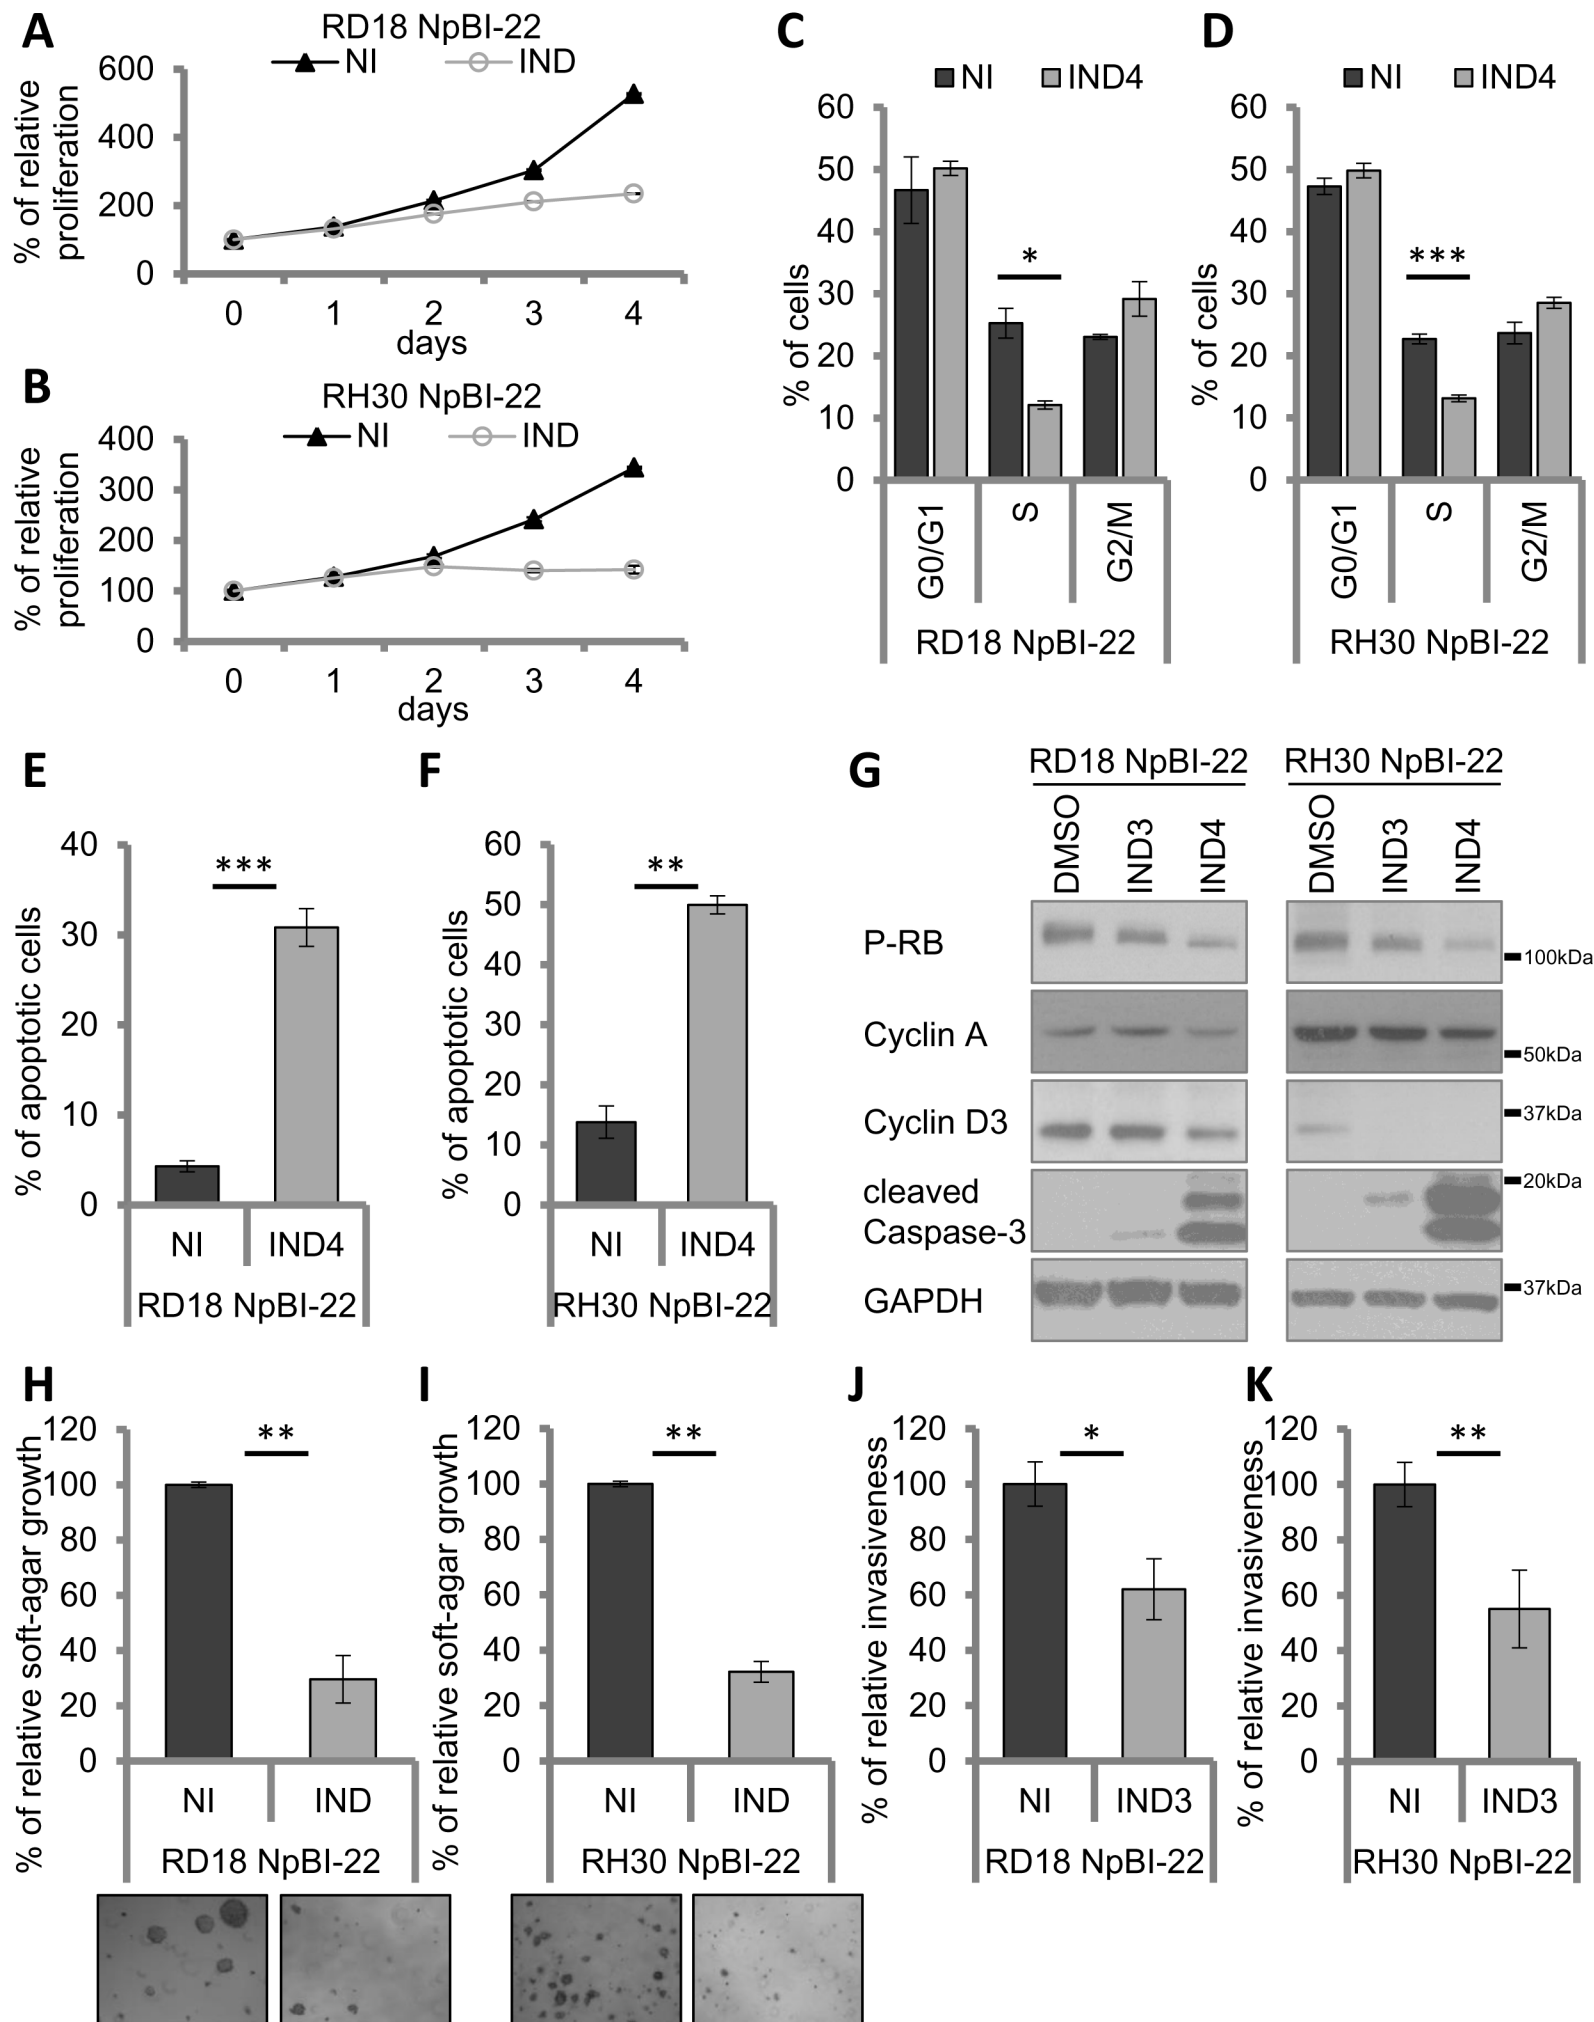 A
RD18 NpBI-22
NI IND
% of relative
proliferation
600
400
200
0
0 1 2 3 4
days
B
RH30 NpBI-22
NI IND
% of relative
proliferation
400
300
200
100
0
0 1 2 3 4
days
C
NI IND4
% of cells
60
50
40
30
20
10
0
*
G0/G1 S G2/M
RD18 NpBI-22
D
NI IND4
% of cells
60
50
40
30
20
10
0
***
G0/G1 S G2/M
RH30 NpBI-22
E
% of apoptotic cells
40
30
20
10
0
***
NI IND4
RD18 NpBI-22
F
% of apoptotic cells
60
50
40
30
20
10
0
**
NI IND4
RH30 NpBI-22
G
RD18 NpBI-22 RH30 NpBI-22
DMSO IND3 IND4 DMSO IND3 IND4
P-RB
100kDa
Cyclin A
50kDa
Cyclin D3
37kDa
cleaved
Caspase-3
20kDa
GAPDH
37kDa
H
% of relative soft-agar growth
120
100
80
60
40
20
0
**
NI IND
RD18 NpBI-22
I
% of relative soft-agar growth
120
100
80
60
40
20
0
**
NI IND
RH30 NpBI-22
J
% of relative invasiveness
120
100
80
60
40
20
0
*
NI IND3
RD18 NpBI-22
K
% of relative invasiveness
120
100
80
60
40
20
0
**
NI IND3
RH30 NpBI-22